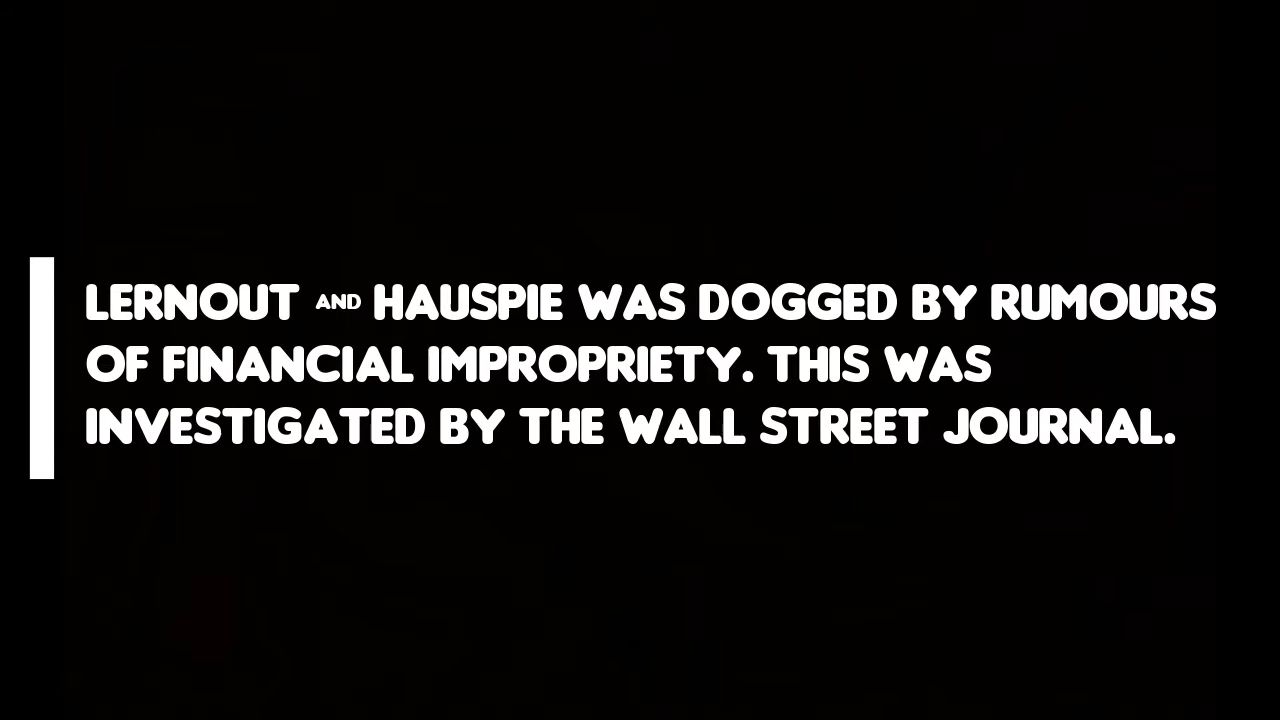 LERNOUT AND HAUSPIE WAS DOGGED BY RUMOURS
OF FINANCIAL IMPROPRIETY. THIS WAS
INVESTIGATED BY THE WALL STREET JOURNAL.